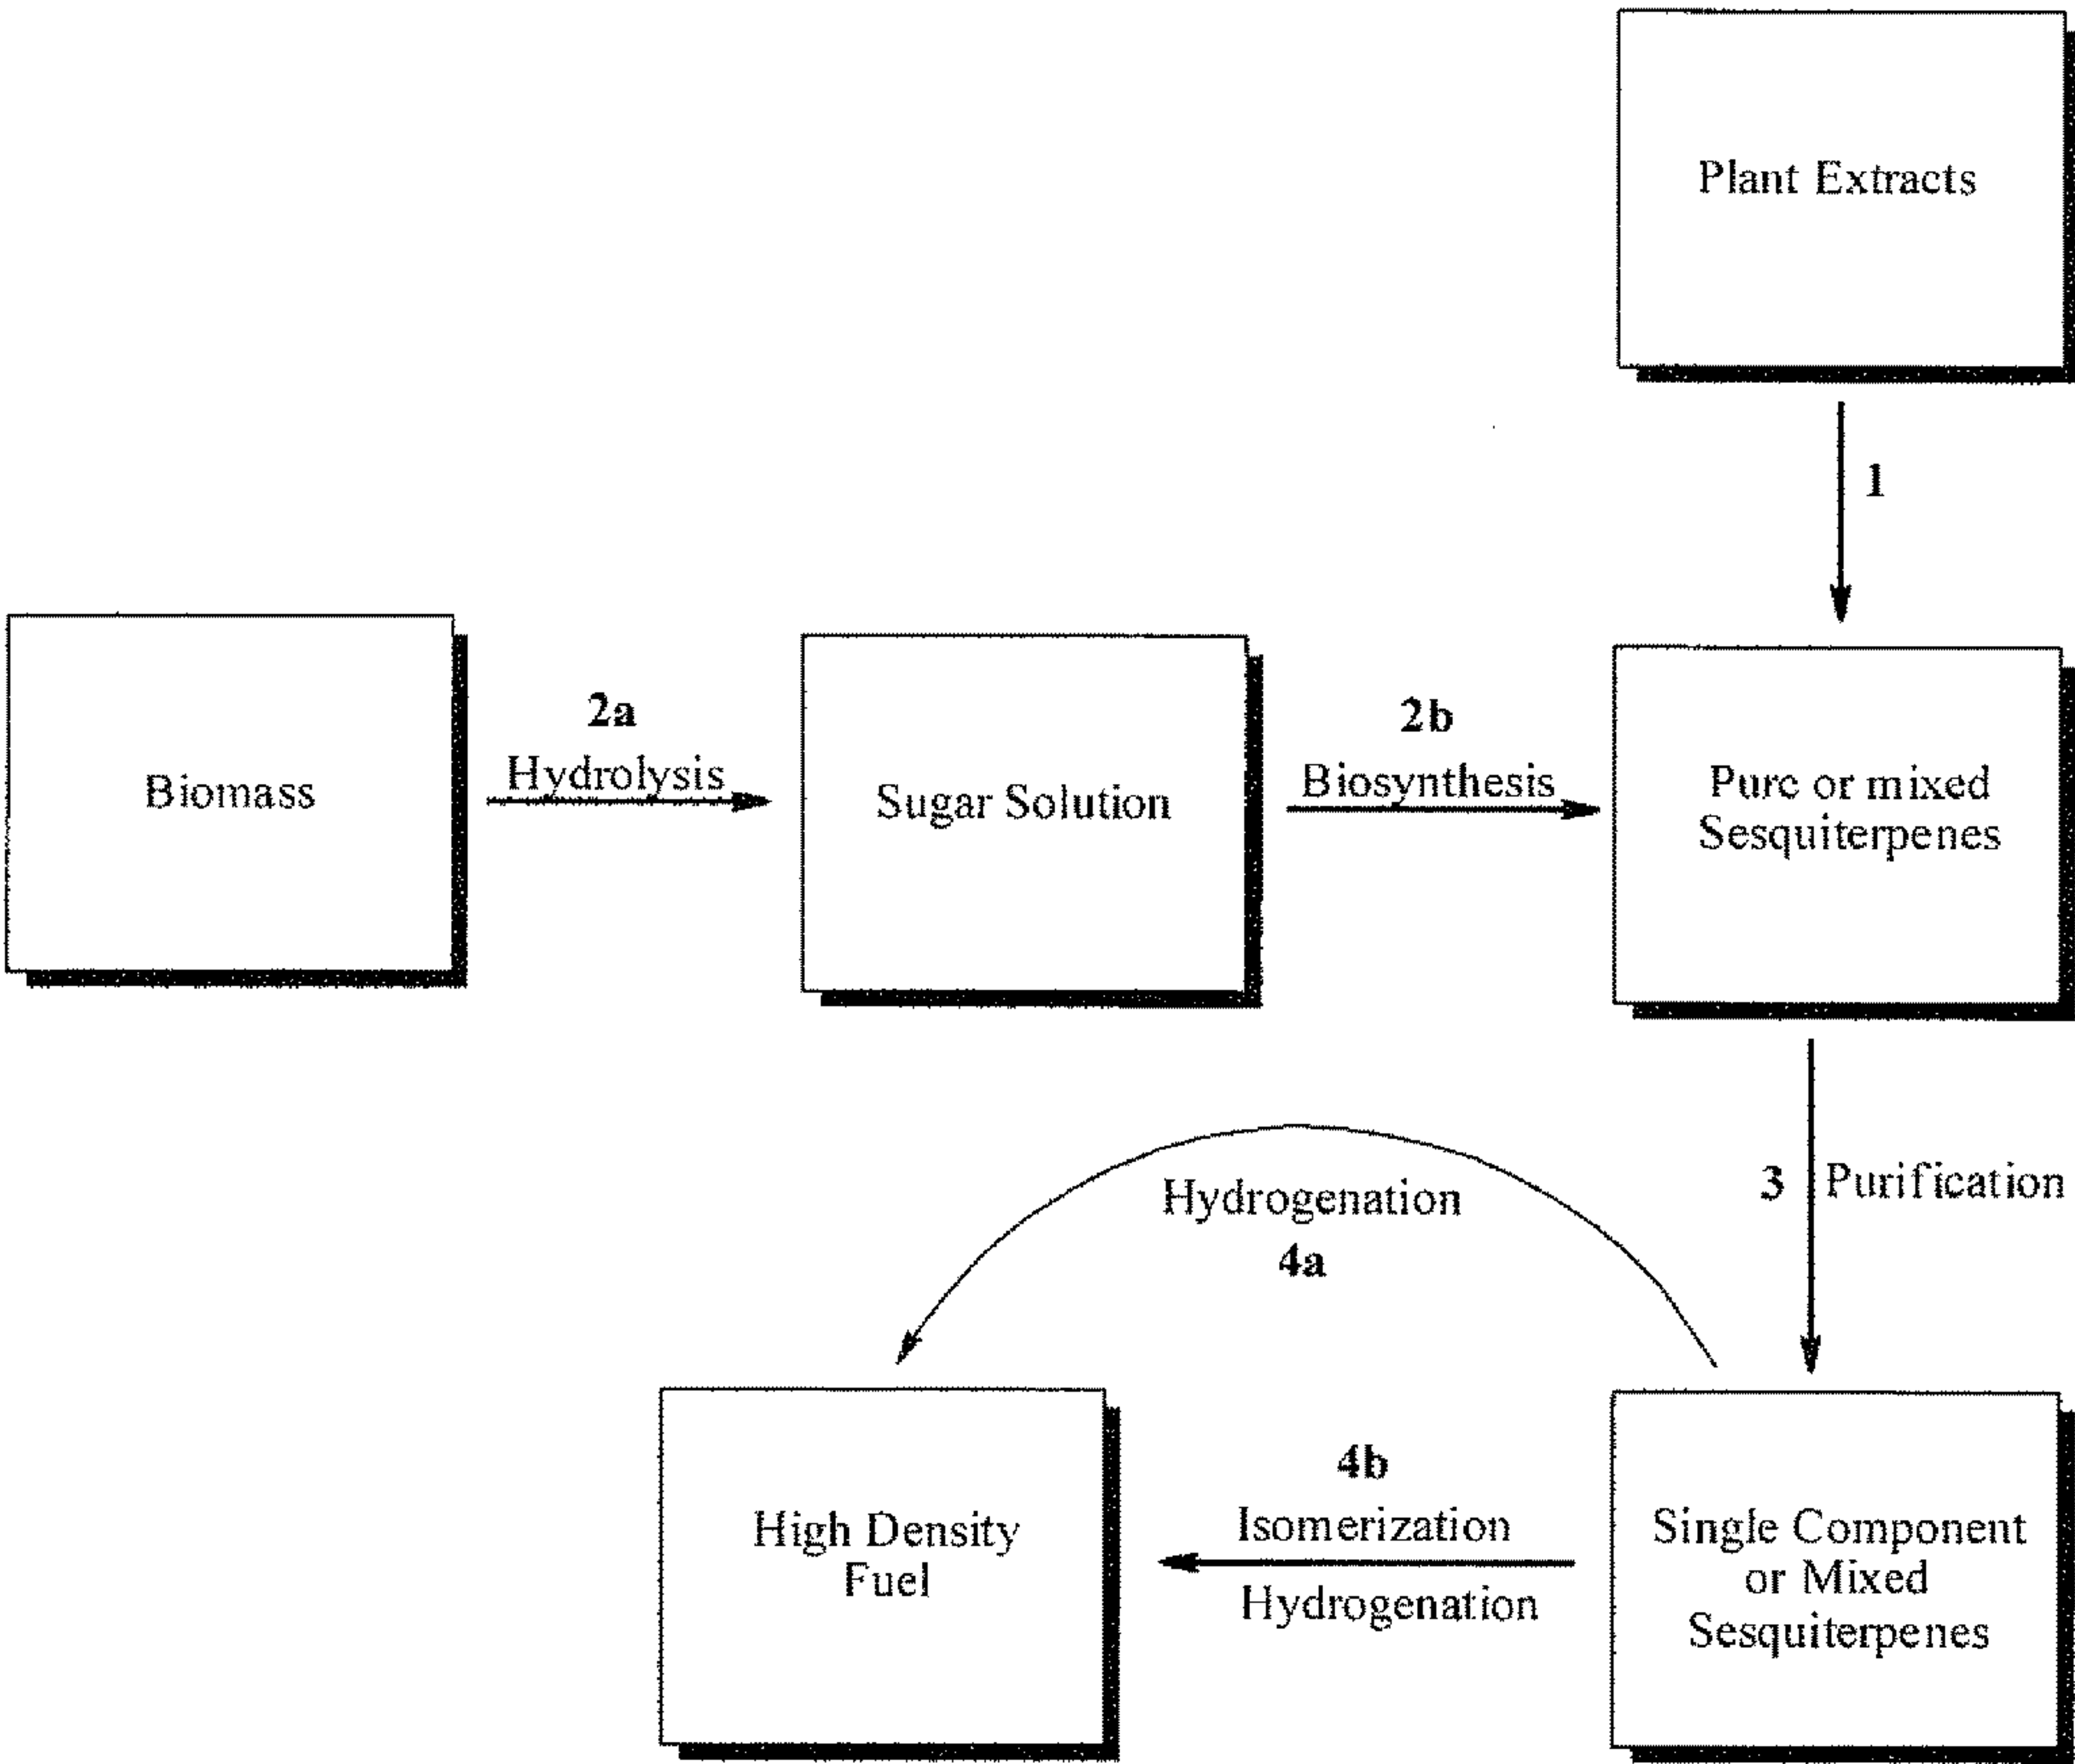 Plant Extracts
1
Biomass
2a
Hydrolysis
Sugar Solution
2b
Biosynthesis
Pure or mixed
Sesquiterpenes
3 Purification
Hydrogenation
4a
High Density
Fuel
4b
Isomerization
Hydrogenation
Single Component
or Mixed
Sesquiterpenes